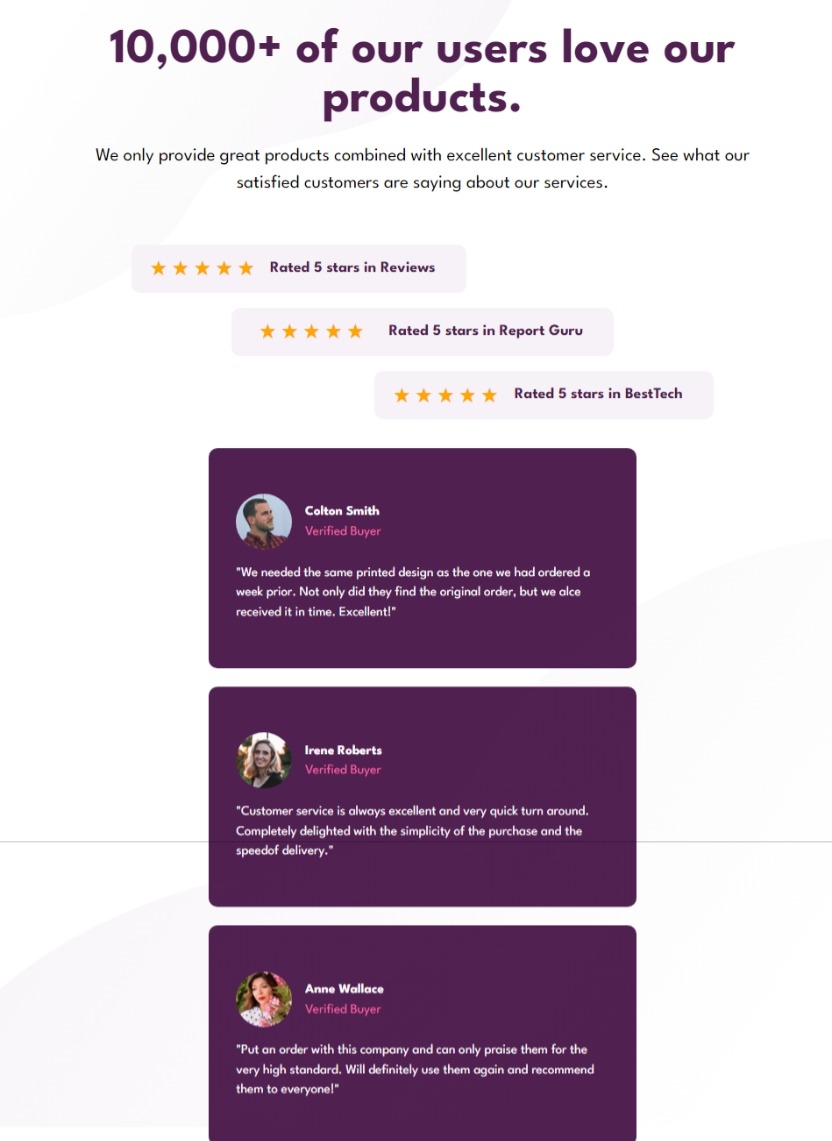 10,000+ of our users love our
products.
We only provide great products combined with excellent customer service. See what our
satisfied customers are saying about our services.
Rated 5 stars in Reviews
Rated 5 stars in Report Guru
Rated 5 stars in BestTech
Colton Smith
Verified Buyer
"We needed the same printed design as the one we had ordered a
week prior. Not only did they find the original order, but we alce
received it in time. Excellent!"
Irene Roberts
Verified Buyer
"Customer service is always excellent and very quick turn around.
Completely delighted with the simplicity of the purchase and the
speedof delivery."
Anne Wallace
Verified Buyer
"Put an order with this company and can only praise them for the
very high standard. Will definitely use them again and recommend
them to everyone!"